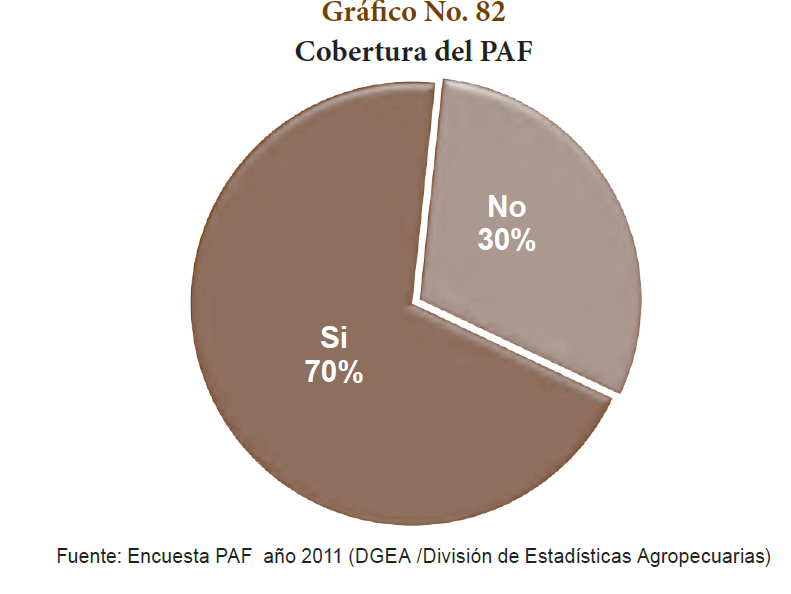 Gráfico No. 82
Cobertura del PAF
No
30%
Si
70%
Fuente: Encuesta PAF  año 2011 (DGEA /División de Estadísticas Agropecuarias)